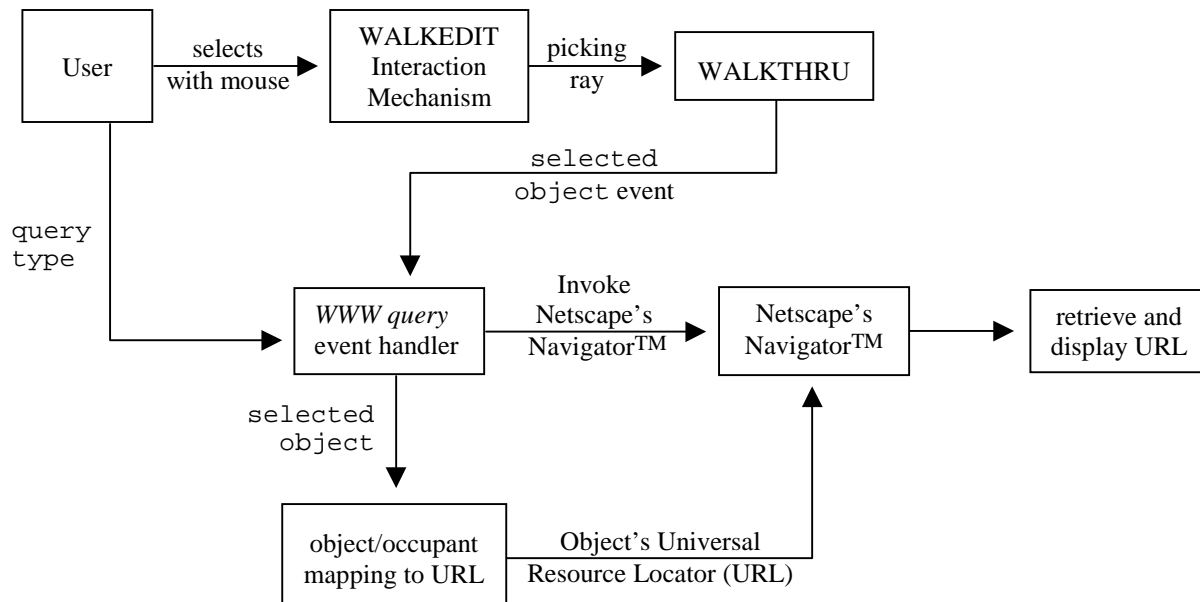 User
selects
with mouse
WALKEDIT
Interaction
Mechanism
picking
ray
WALKTHRU
selected
object event
query
type
WWW query
event handler
Invoke
Netscape's
Navigator™
Netscape's
Navigator™
retrieve and
display URL
selected
object
object/occupant
mapping to URL
Object's Universal
Resource Locator (URL)